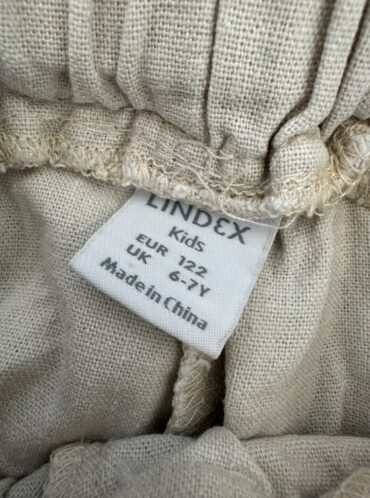 LINDEX
Kids
EUR 122
UK 6-7Y
Made in China